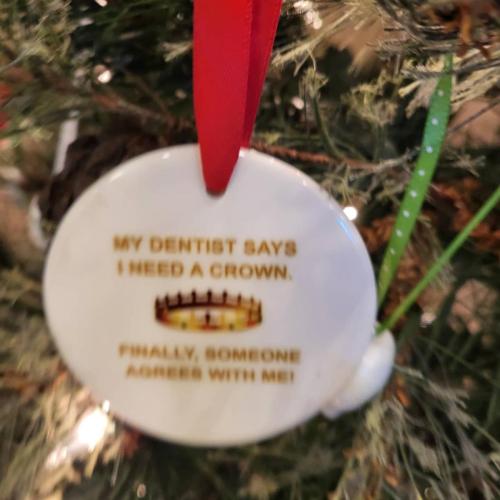 MY DENTIST SAYS
I NEED A CROWN.
FINALLY, SOMEONE
AGREES WITH ME!